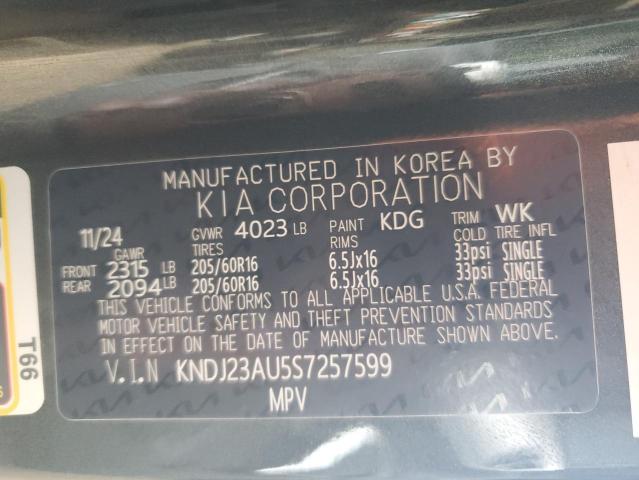 MANUFACTURED IN KOREA BY
KIA CORPORATION
11/24 GVWR 4023 LB PAINT KDG TRIM WK
GAWR TIRES RIMS COLD TIRE INFL
FRONT 2315 LB 205/60R16 6.5Jx16 33psi SINGLE
REAR 2094 LB 205/60R16 6.5Jx16 33psi SINGLE
THIS VEHICLE CONFORMS TO ALL APPLICABLE U.S.A. FEDERAL
MOTOR VEHICLE SAFETY AND THEFT PREVENTION STANDARDS
IN EFFECT ON THE DATE OF MANUFACTURE SHOWN ABOVE.
V.I.N KNDJ23AU5S7257599
MPV
T66